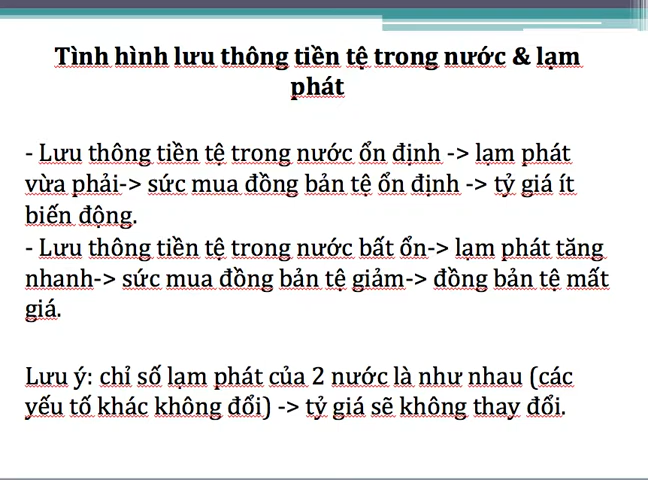 Tình hình lưu thông tiền tệ trong nước & lạm
phát
- Lưu thông tiền tệ trong nước ổn định -> lạm phát
vừa phải-> sức mua đồng bản tệ ổn định -> tỷ giá ít
biến động.
- Lưu thông tiền tệ trong nước bất ổn-> lạm phát tăng
nhanh-> sức mua đồng bản tệ giảm-> đồng bản tệ mất
giá.
Lưu ý: chỉ số lạm phát của 2 nước là như nhau (các
yếu tố khác không đổi) -> tỷ giá sẽ không thay đổi.